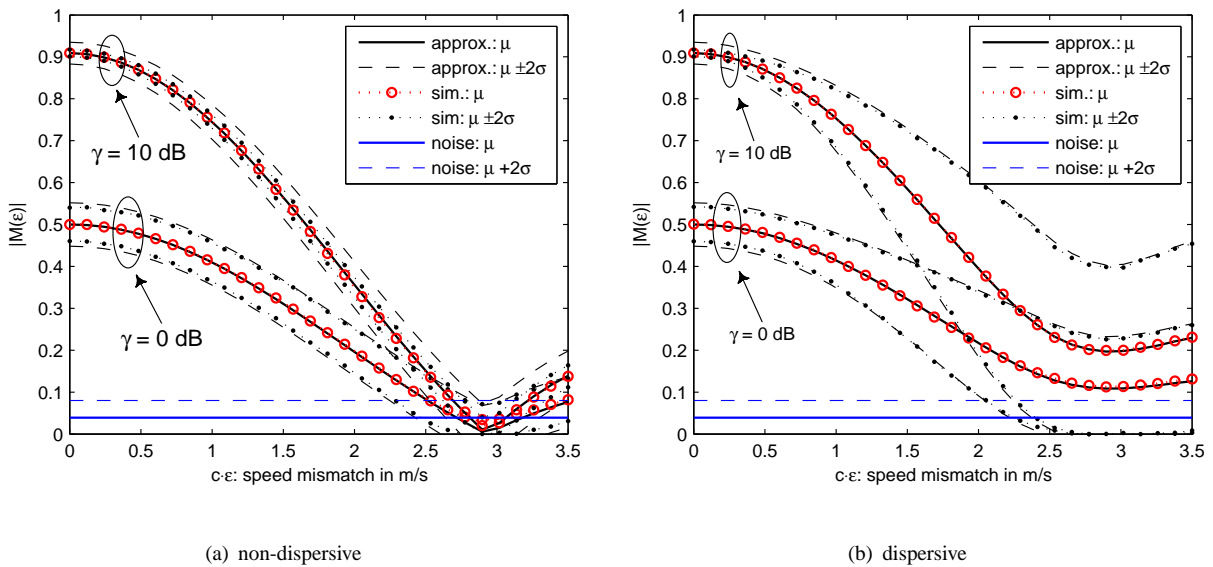 1
0.9
0.8
0.7
0.6
0.5
0.4
0.3
0.2
0.1
0
|M(ε)|
γ = 10 dB
γ = 0 dB
approx.: μ
approx.: μ ±2σ
sim.: μ
sim: μ ±2σ
noise: μ
noise: μ +2σ
0 0.5 1 1.5 2 2.5 3 3.5
c·ε: speed mismatch in m/s
(a) non-dispersive
1
0.9
0.8
0.7
0.6
0.5
0.4
0.3
0.2
0.1
0
|M(ε)|
γ = 10 dB
γ = 0 dB
approx.: μ
approx.: μ ±2σ
sim.: μ
sim: μ ±2σ
noise: μ
noise: μ +2σ
0 0.5 1 1.5 2 2.5 3 3.5
c·ε: speed mismatch in m/s
(b) dispersive